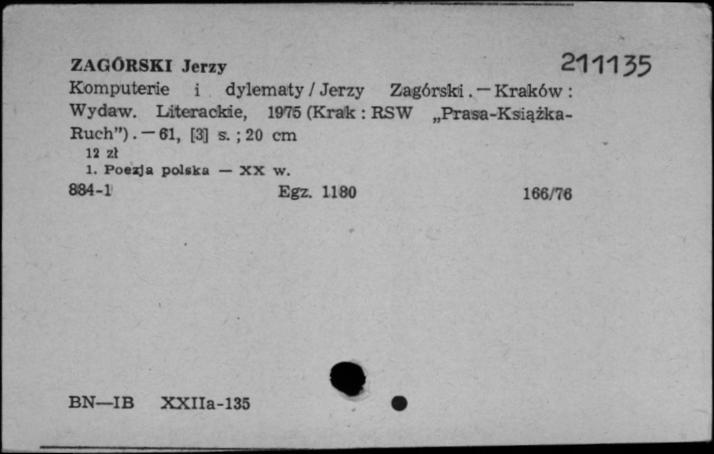 ZAGÓRSKI Jerzy
211135
Komputerie i dylematy / Jerzy Zagórski. — Kraków :
Wydaw. Literackie, 1975 (Krak : RSW „Prasa-Książka-
Ruch”). — 61, [3] s. ; 20 cm
12 zł
1. Poezja polska — XX w.
884-1
Egz. 1180
166/76
BN—IB XXIIa-135